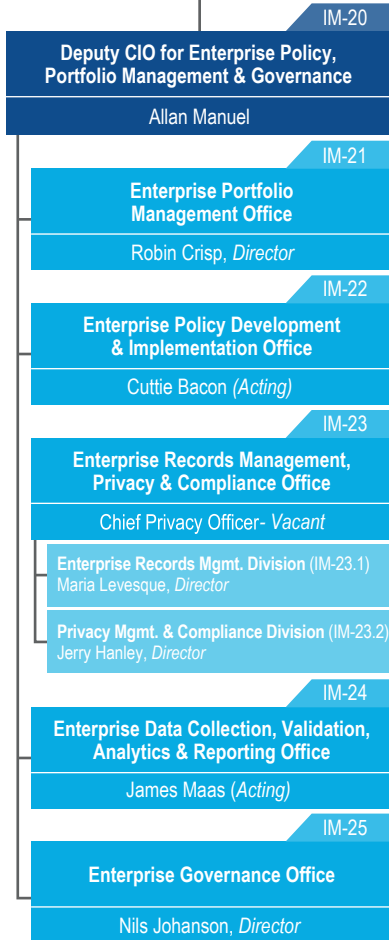 IM-20
Deputy CIO for Enterprise Policy,
Portfolio Management & Governance
Allan Manuel
IM-21
Enterprise Portfolio
Management Office
Robin Crisp, Director
IM-22
Enterprise Policy Development
& Implementation Office
Cuttie Bacon (Acting)
IM-23
Enterprise Records Management,
Privacy & Compliance Office
Chief Privacy Officer- Vacant
Enterprise Records Mgmt. Division (IM-23.1)
Maria Levesque, Director
Privacy Mgmt. & Compliance Division (IM-23.2)
Jerry Hanley, Director
IM-24
Enterprise Data Collection, Validation,
Analytics & Reporting Office
James Maas (Acting)
IM-25
Enterprise Governance Office
Nils Johanson, Director